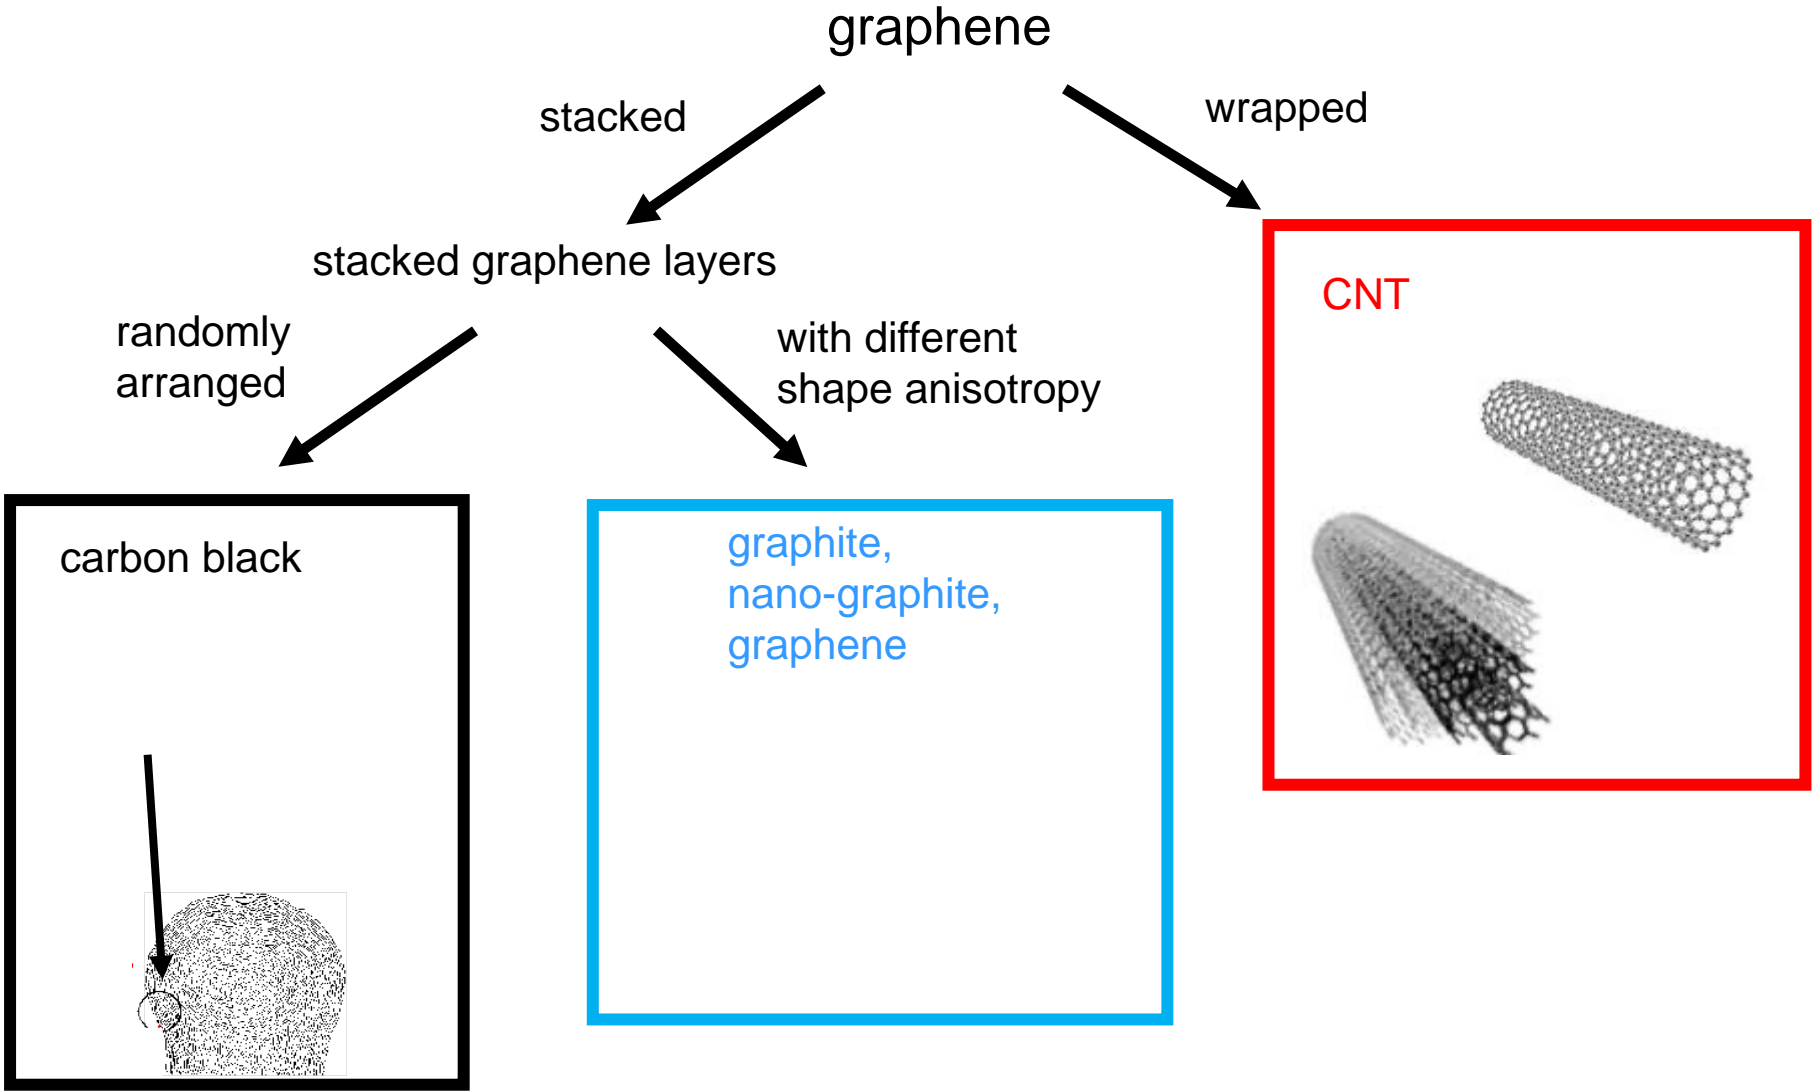 graphene
stacked
wrapped
stacked graphene layers
randomly
arranged
with different
shape anisotropy
CNT
carbon black
graphite,
nano-graphite,
graphene